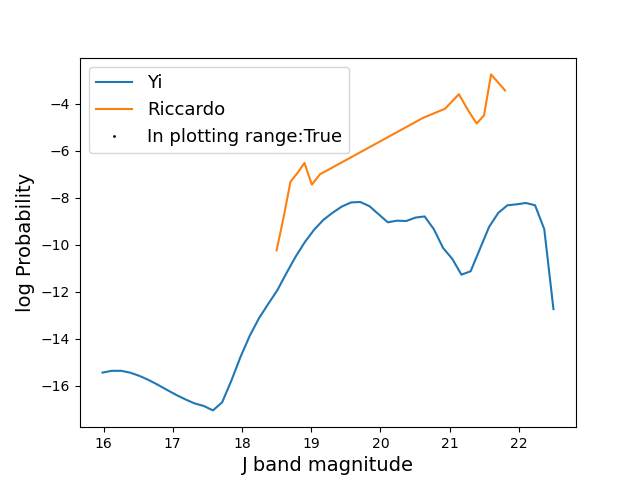 Yi
Riccardo
In plotting range:True
−4
−6
−8
−10
−12
−14
−16
log Probability
16 17 18 19 20 21 22
J band magnitude